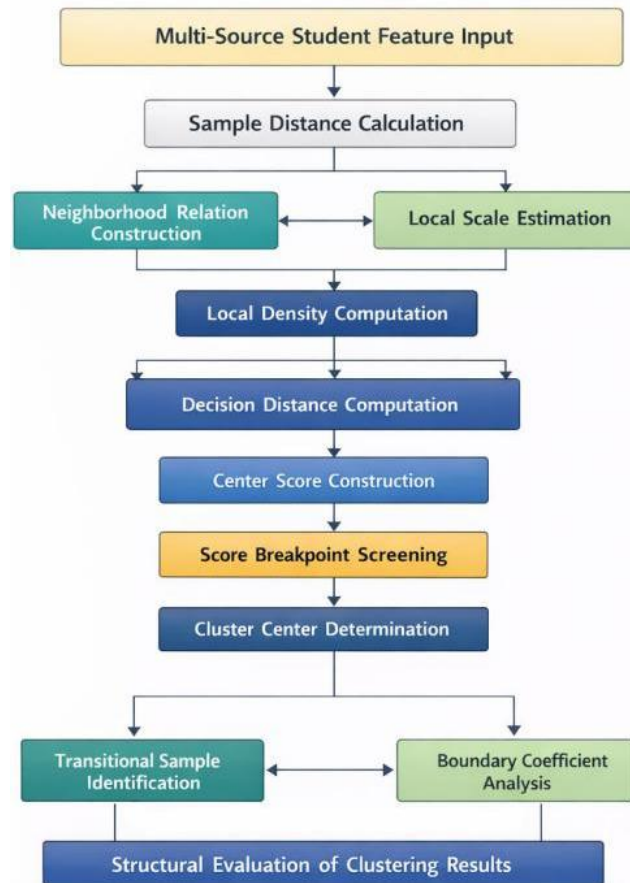 Multi-Source Student Feature Input
Sample Distance Calculation
Neighborhood Relation
Construction
Local Scale Estimation
Local Density Computation
Decision Distance Computation
Center Score Construction
Score Breakpoint Screening
Cluster Center Determination
Transitional Sample
Identification
Boundary Coefficient
Analysis
Structural Evaluation of Clustering Results